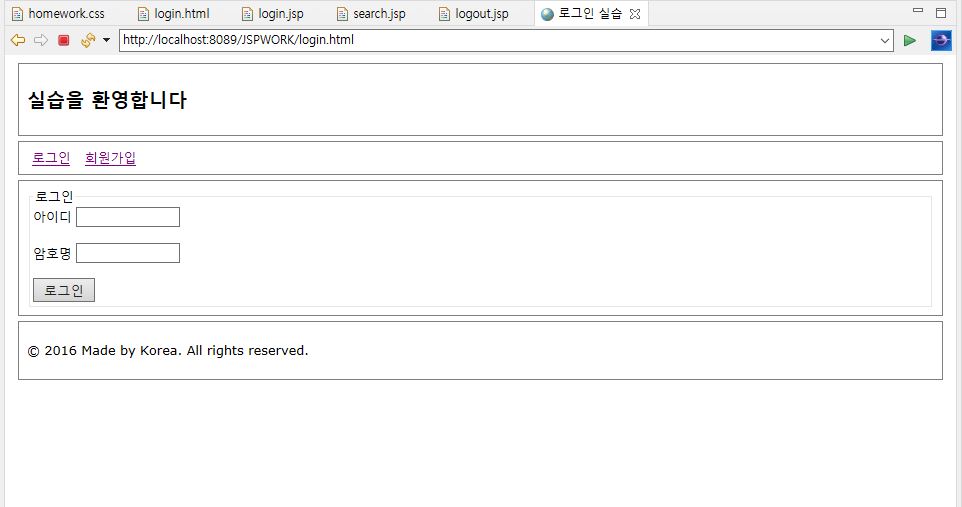 homework.css login.html login.jsp search.jsp logout.jsp 로그인 실습
http://localhost:8089/JSPWORK/login.html
실습을 환영합니다
로그인 회원가입
로그인
아이디
암호명
로그인
© 2016 Made by Korea. All rights reserved.